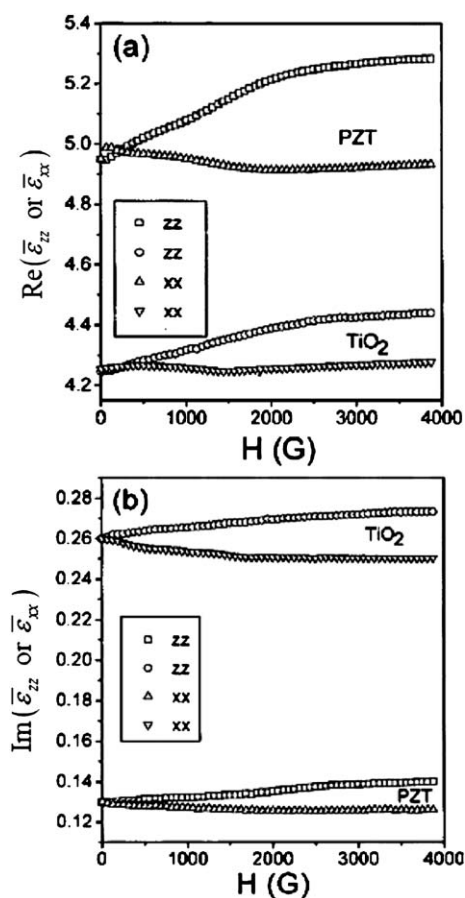 (a)
5.6
5.2
5.0
4.8
4.6
4.4
4.2
Re(ε̄zz or ε̄xx)
PZT
TiO2
zz
zz
xx
xx
0 1000 2000 3000 4000
H (G)
(b)
0.28
0.26
0.24
0.22
0.20
0.18
0.16
0.14
0.12
Im(ε̄zz or ε̄xx)
TiO2
zz
zz
xx
xx
PZT
0 1000 2000 3000 4000
H (G)